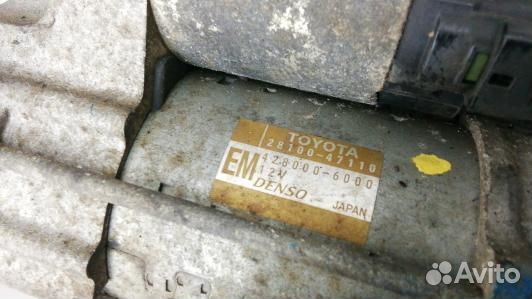 TOYOTA
28100-47110
EM 428000-6000
12V
DENSO JAPAN
L L
Avito